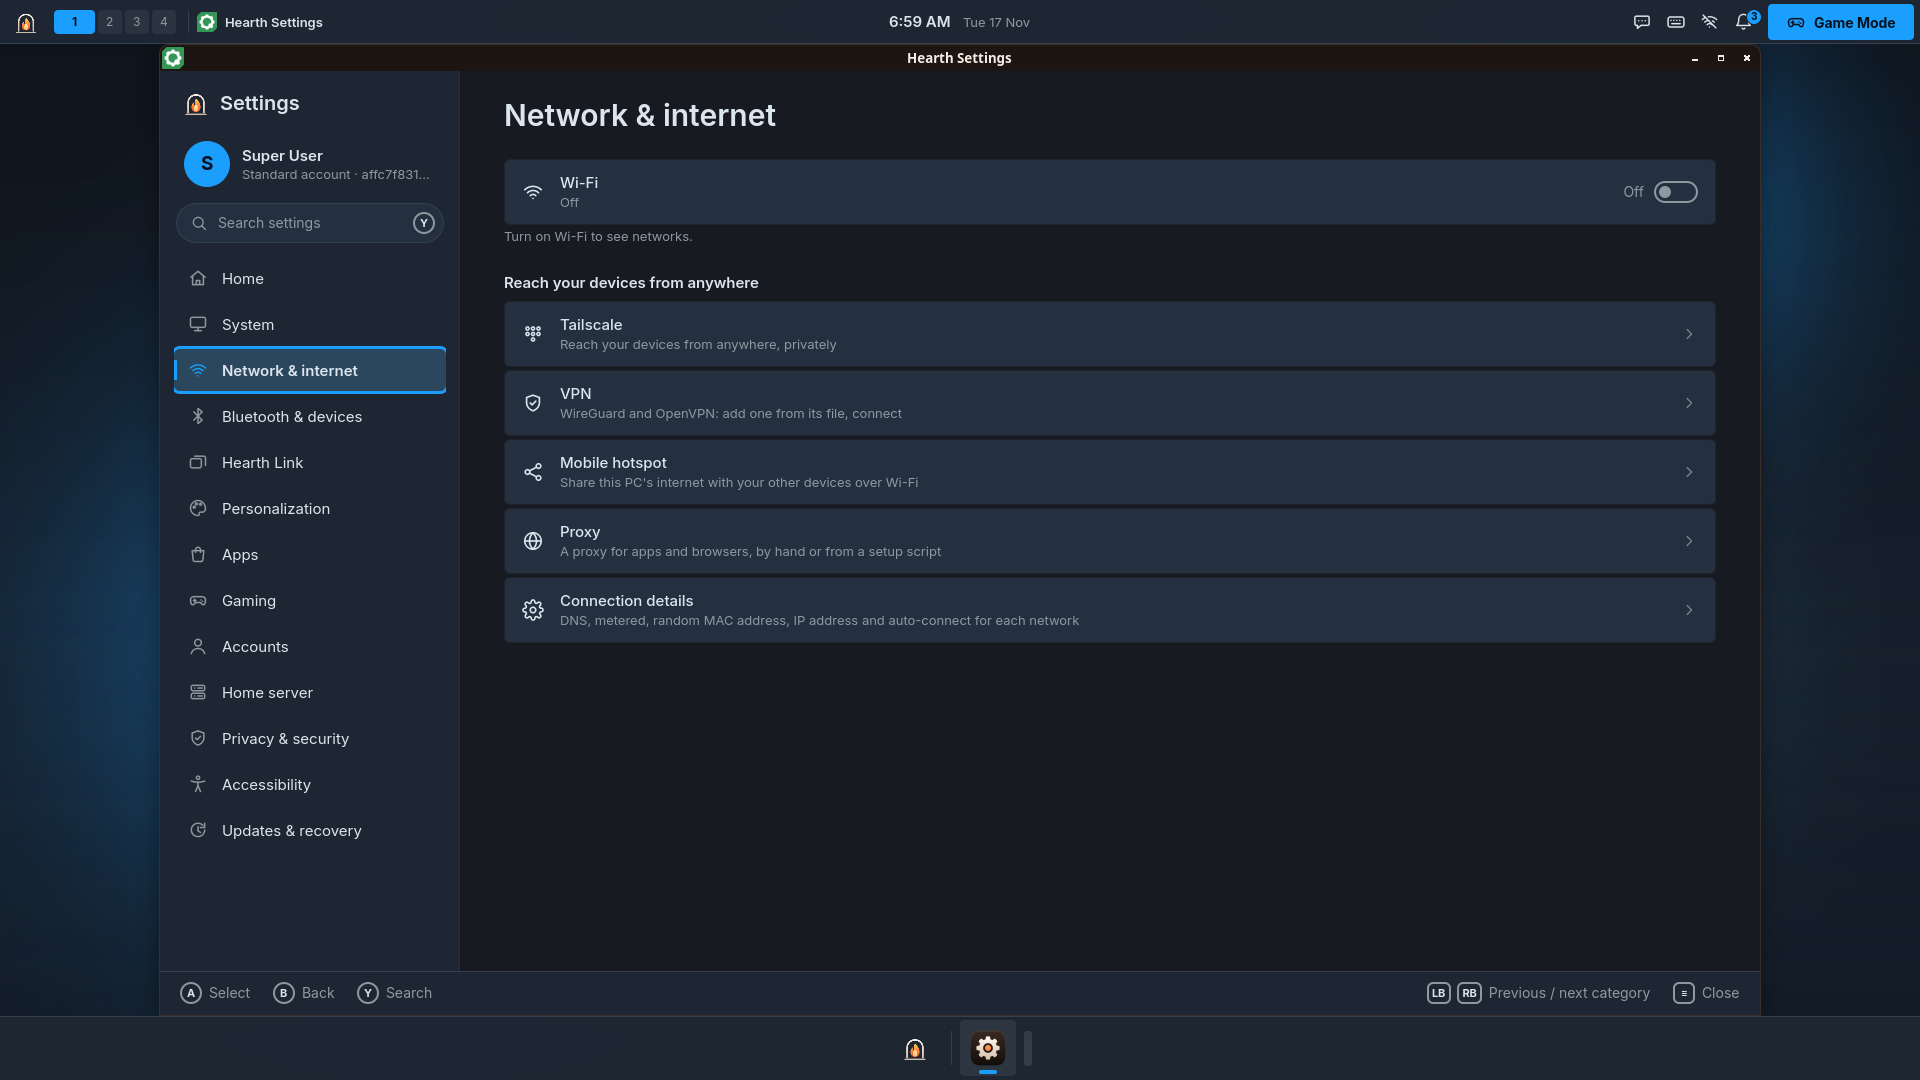 1 2 3 4 Hearth Settings 6:59 AM Tue 17 Nov 3 Game Mode
Hearth Settings
Settings
S
Super User
Standard account · affc7f831...
Search settings Y
Home
System
Network & internet
Bluetooth & devices
Hearth Link
Personalization
Apps
Gaming
Accounts
Home server
Privacy & security
Accessibility
Updates & recovery
Network & internet
Wi-Fi
Off
Off
Turn on Wi-Fi to see networks.
Reach your devices from anywhere
Tailscale
Reach your devices from anywhere, privately
VPN
WireGuard and OpenVPN: add one from its file, connect
Mobile hotspot
Share this PC's internet with your other devices over Wi-Fi
Proxy
A proxy for apps and browsers, by hand or from a setup script
Connection details
DNS, metered, random MAC address, IP address and auto-connect for each network
A Select B Back Y Search LB RB Previous / next category ≡ Close